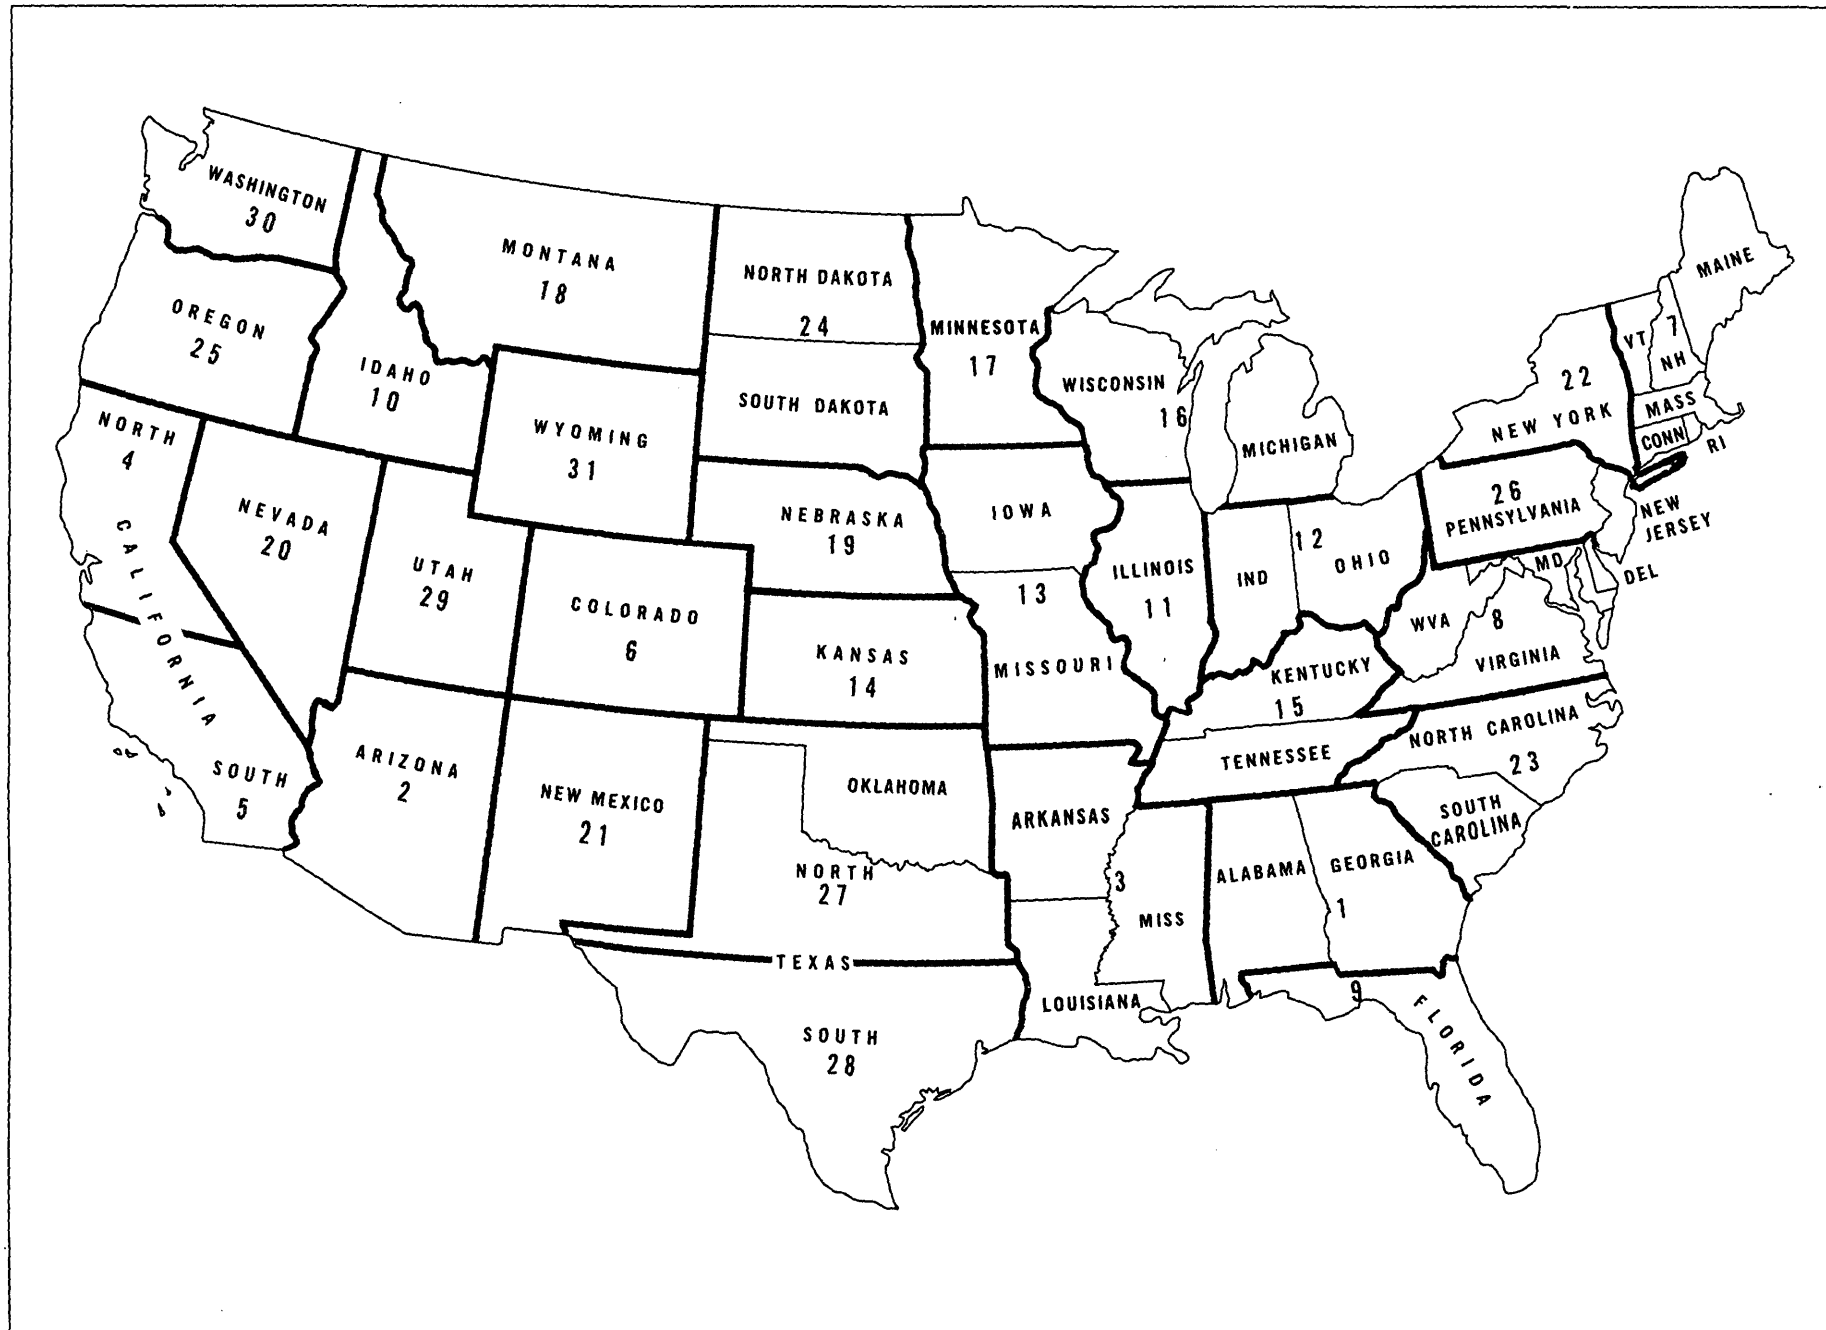 WASHINGTON
30
MONTANA
18
NORTH DAKOTA
24
MINNESOTA
17
OREGON
25
IDAHO
10
WYOMING
31
SOUTH DAKOTA
WISCONSIN
16
MICHIGAN
MAINE
VT
7
NH
22
NEW YORK
MASS
CONN
RI
NORTH
4
CALIFORNIA
SOUTH
5
NEVADA
20
UTAH
29
COLORADO
6
NEBRASKA
19
IOWA
13
MISSOURI
ILLINOIS
11
IND
12
OHIO
26
PENNSYLVANIA
NEW
JERSEY
MD
DEL
WVA
8
VIRGINIA
KANSAS
14
KENTUCKY
15
TENNESSEE
NORTH CAROLINA
23
SOUTH
CAROLINA
ARIZONA
2
NEW MEXICO
21
OKLAHOMA
ARKANSAS
3
MISS
ALABAMA
GEORGIA
1
NORTH
27
TEXAS
SOUTH
28
LOUISIANA
9
FLORIDA